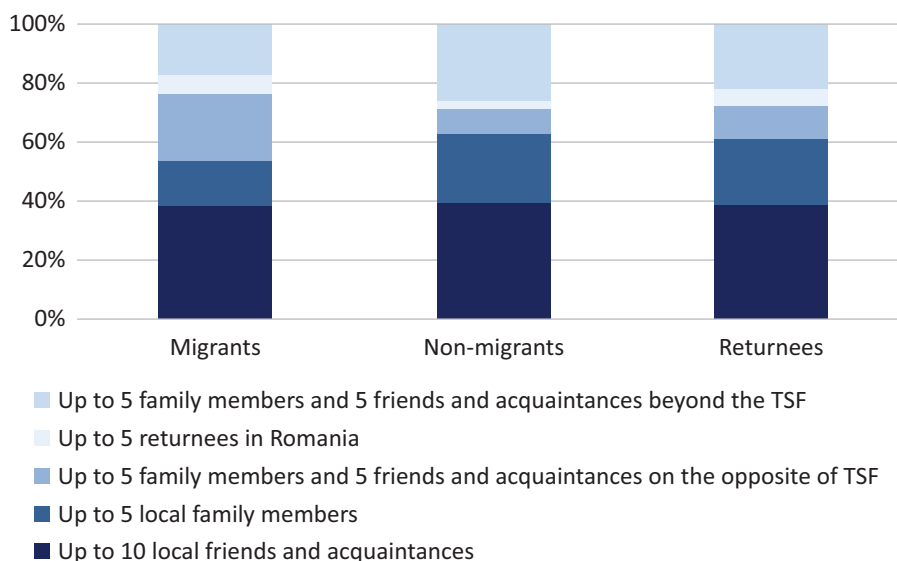 100%
80%
60%
40%
20%
0%
Migrants Non-migrants Returnees
Up to 5 family members and 5 friends and acquaintances beyond the TSF
Up to 5 returnees in Romania
Up to 5 family members and 5 friends and acquaintances on the opposite of TSF
Up to 5 local family members
Up to 10 local friends and acquaintances